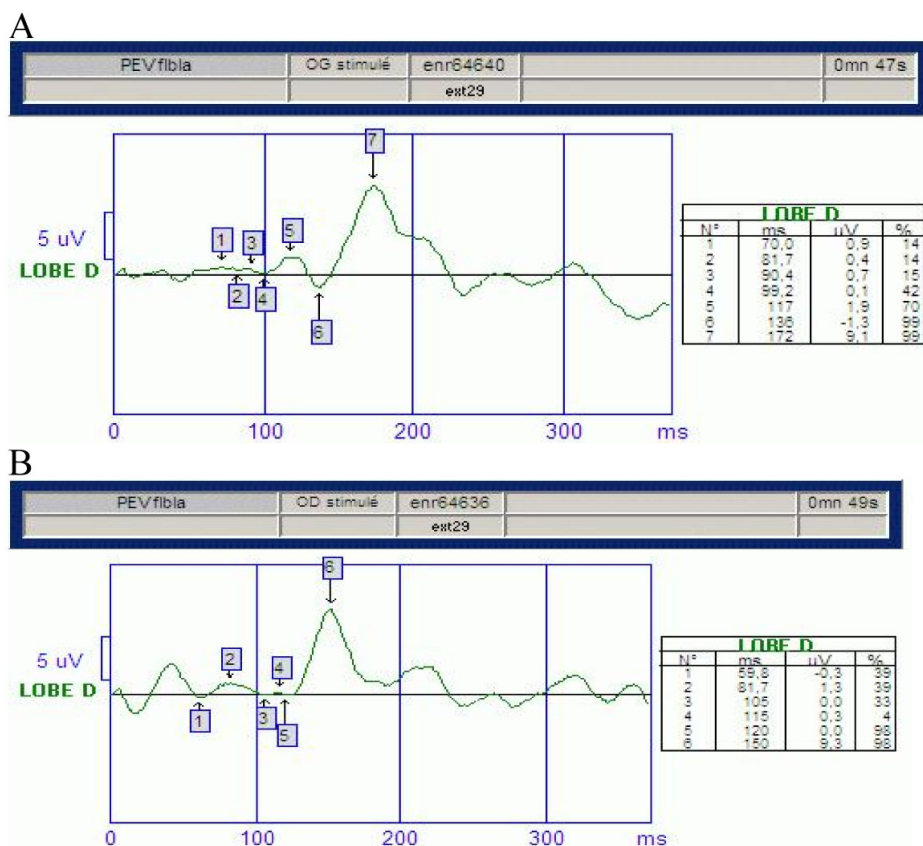 A
PEVflbla OG stimulé enr64640 0mn 47s
ext29
7
1 3 5
5 uV
LOBE D
2 4
6
0 100 200 300 ms
LOBE D
N° ms uV %
1 70,0 0,9 14
2 81,7 0,4 14
3 90,4 0,7 15
4 99,2 0,1 42
5 117 1,9 70
6 136 -1,3 99
7 172 9,1 99
B
PEVflbla OD stimulé enr64636 0mn 49s
ext29
6
2 4
5 uV
LOBE D
1 3 5
0 100 200 300 ms
LOBE D
N° ms uV %
1 59,8 -0,3 39
2 81,7 1,3 39
3 105 0,0 33
4 115 0,3 4
5 120 0,0 98
6 150 9,3 98